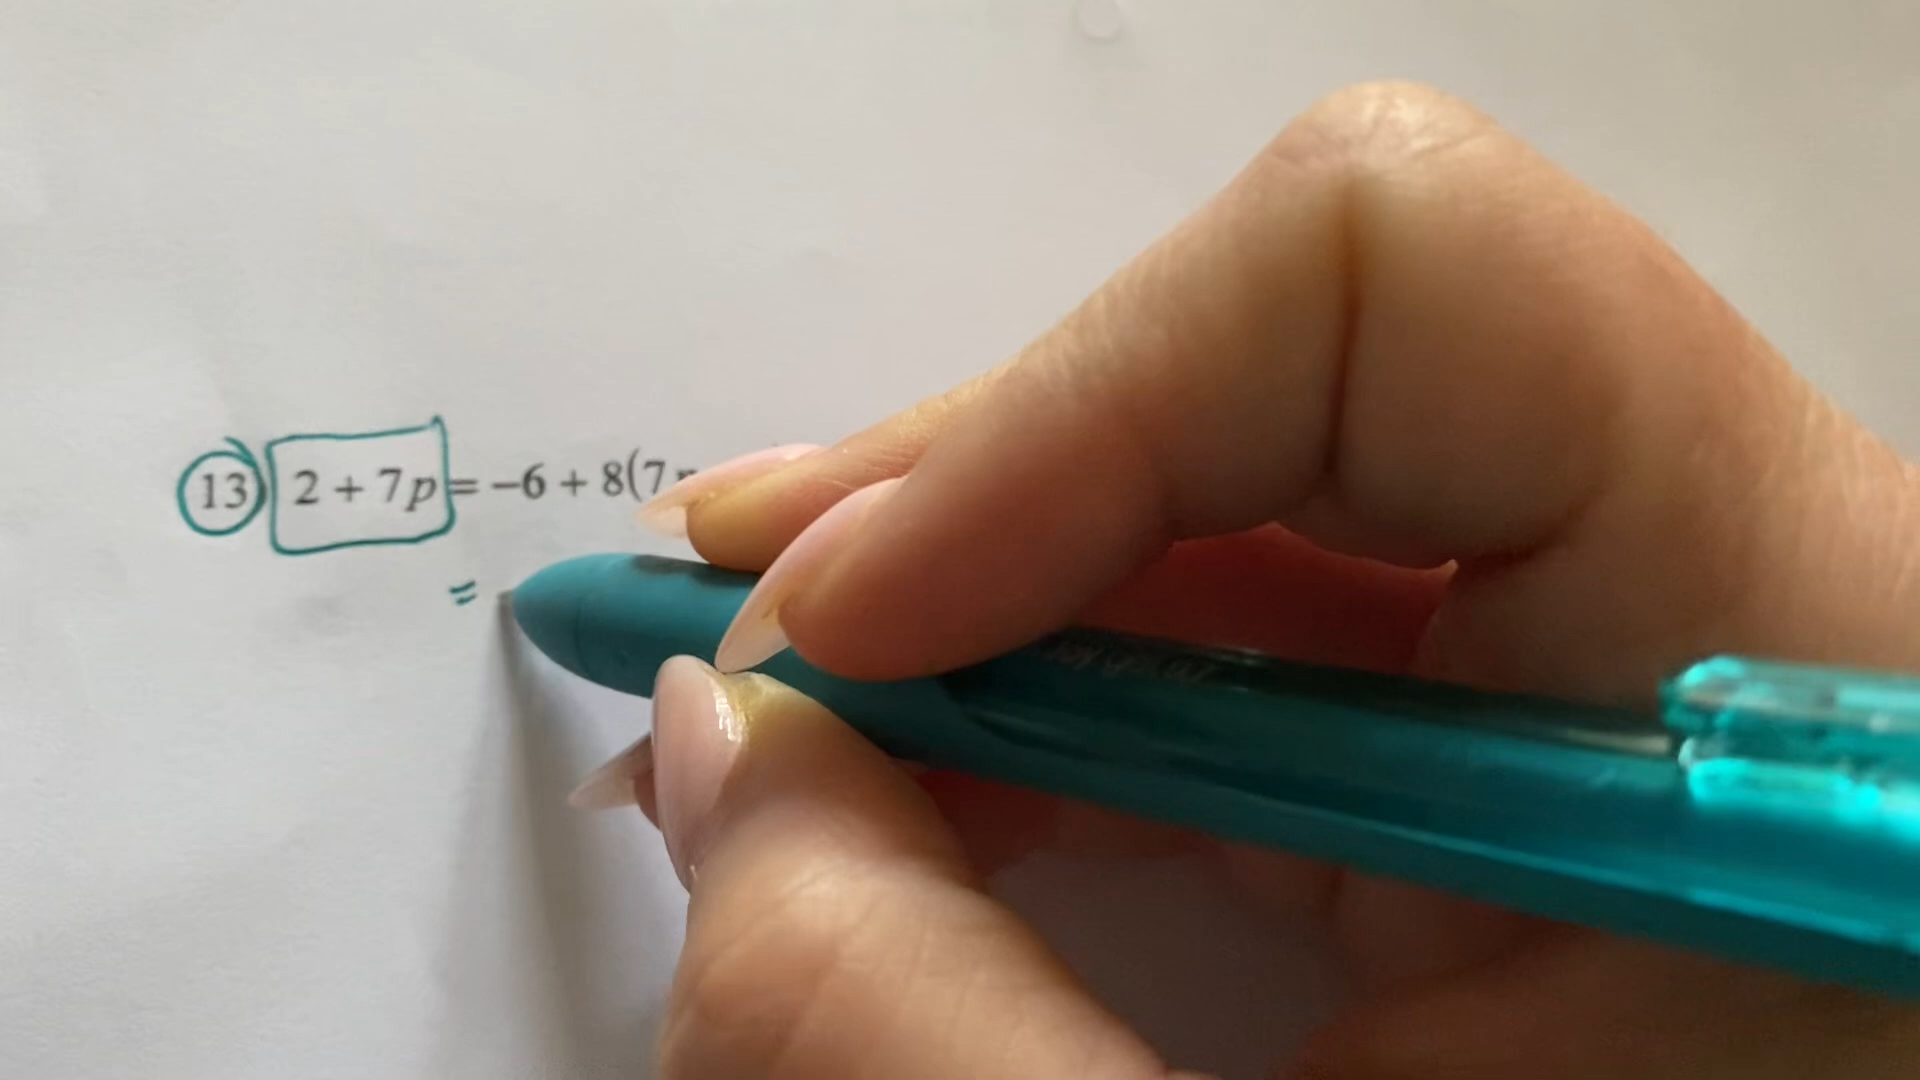 13) 2 + 7p = −6 + 8(7
=